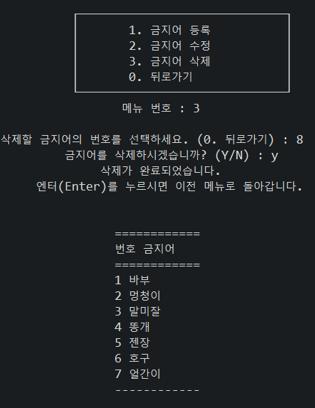 1. 금지어 등록
2. 금지어 수정
3. 금지어 삭제
0. 뒤로가기
메뉴 번호 : 3
삭제할 금지어의 번호를 선택하세요. (0. 뒤로가기) : 8
금지어를 삭제하시겠습니까? (Y/N) : y
삭제가 완료되었습니다.
엔터(Enter)를 누르시면 이전 메뉴로 돌아갑니다.
============
번호 금지어
============
1 바부
2 멍청이
3 말미잘
4 똥개
5 젠장
6 호구
7 얼간이
------------